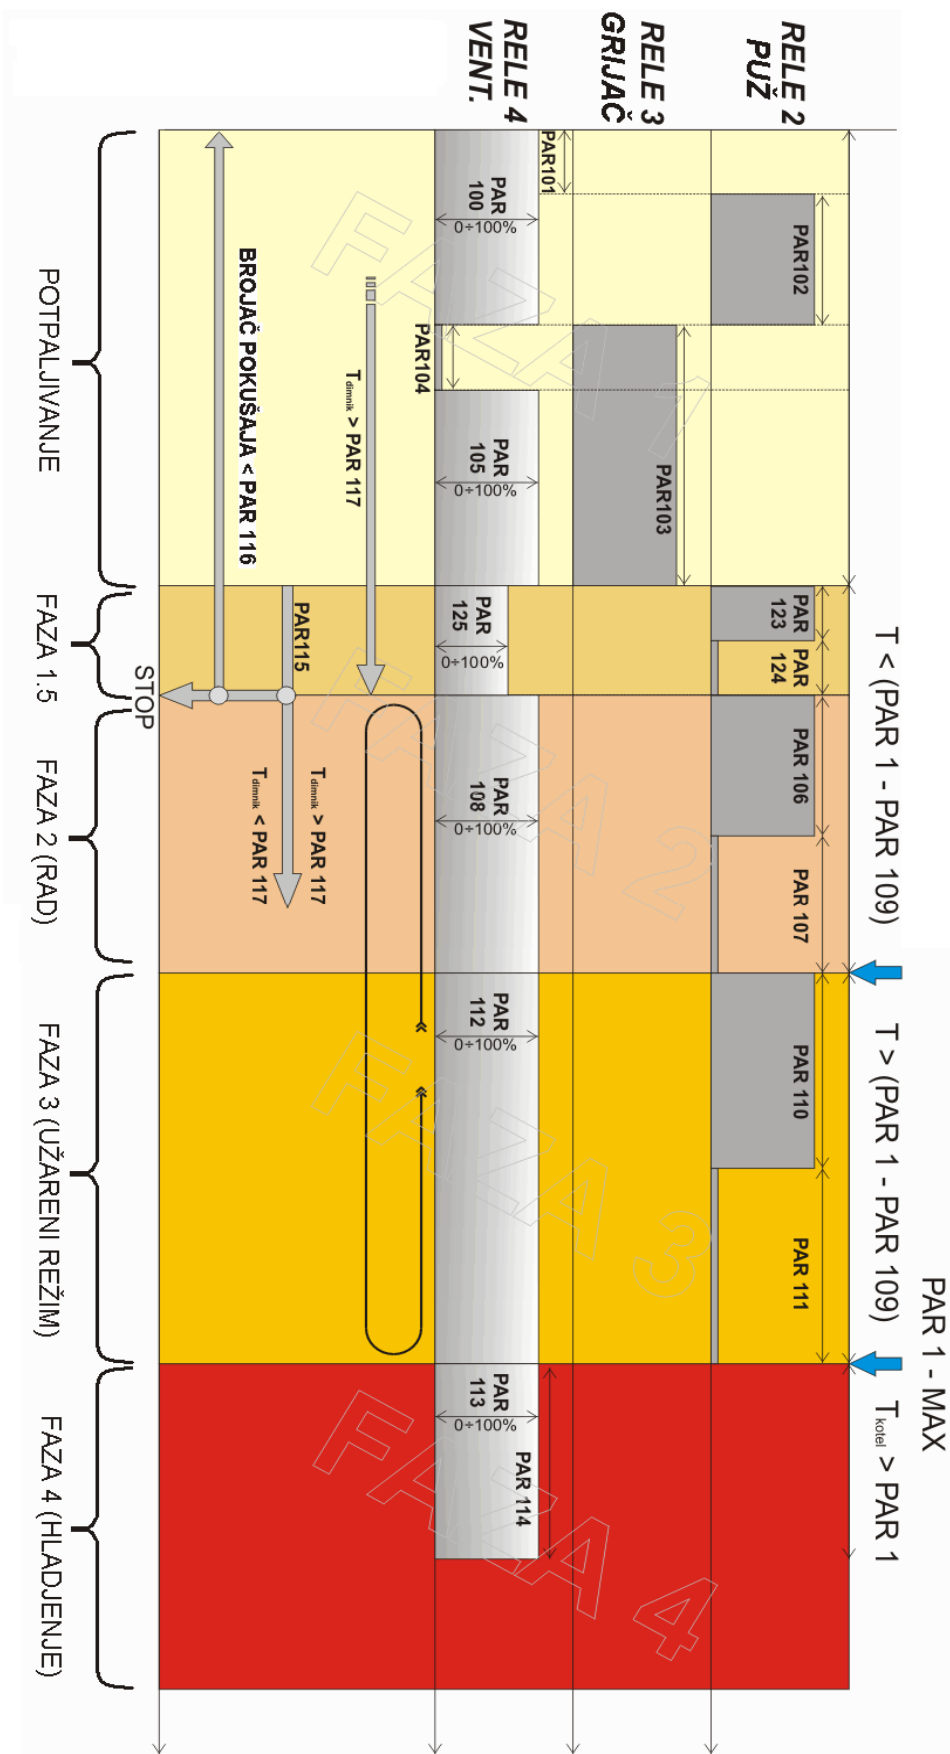 PAR 1 - MAX
T < (PAR 1 - PAR 109)
T > (PAR 1 - PAR 109)
Tkotel > PAR 1
RELE 2
PUŽ
PAR102
PAR
123
PAR
124
PAR 106
PAR 107
PAR 110
PAR 111
RELE 3
GRIJAČ
PAR103
RELE 4
VENT.
PAR101
PAR
100
0÷100%
PAR104
PAR
105
0÷100%
PAR
125
0÷100%
PAR
108
0÷100%
PAR
112
0÷100%
PAR
113
0÷100%
PAR 114
FAZA 1
FAZA 2
FAZA 3
FAZA 4
Tdimnik > PAR 117
PAR115
Tdimnik > PAR 117
Tdimnik < PAR 117
BROJAČ POKUŠAJA < PAR 116
STOP
POTPALJIVANJE
FAZA 1.5
FAZA 2 (RAD)
FAZA 3 (UŽARENI REŽIM)
FAZA 4 (HLADJENJE)